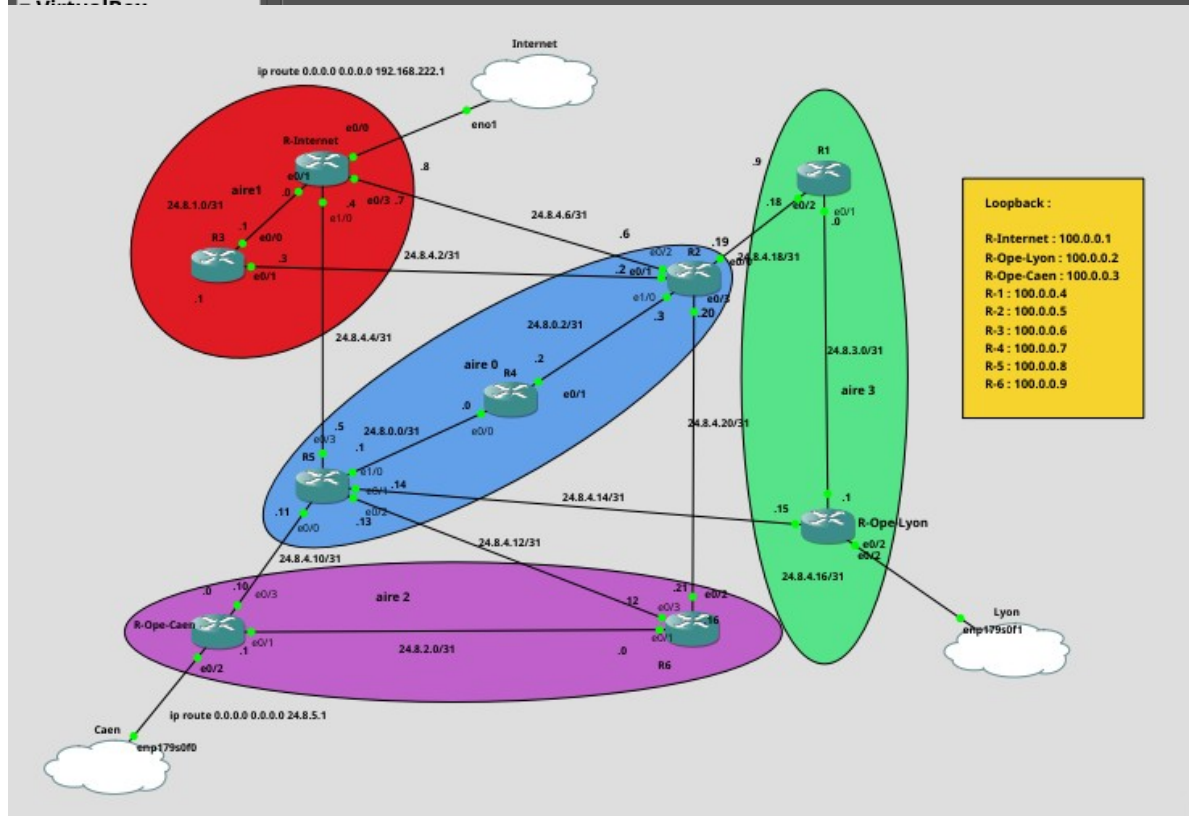 VirtualBox
Internet
ip route 0.0.0.0 0.0.0.0 192.168.222.1
eno1
e0/0
R-Internet
e0/1
.0
aire1
.4
e0/3 .7
e1/0
24.8.1.0/31
.1
R3
e0/0
.3
e0/1
.1
.8
24.8.4.6/31
.6
24.8.4.2/31
24.8.4.4/31
.9
R1
.18
e0/2
e0/1
.0
.19
24.8.4.18/31
R2
e0/2
.2
e0/1
e1/0
e0/3
.3
.20
24.8.0.2/31
aire 0
R4
.2
e0/1
.0
e0/0
24.8.0.0/31
24.8.3.0/31
aire 3
24.8.4.20/31
Loopback :
R-Internet : 100.0.0.1
R-Ope-Lyon : 100.0.0.2
R-Ope-Caen : 100.0.0.3
R-1 : 100.0.0.4
R-2 : 100.0.0.5
R-3 : 100.0.0.6
R-4 : 100.0.0.7
R-5 : 100.0.0.8
R-6 : 100.0.0.9
.5
e0/3
.1
R5
e1/0
e0/1
.14
e0/2
.13
.11
e0/0
24.8.4.14/31
.15
.1
R-Ope-Lyon
e0/2
e0/2
24.8.4.16/31
24.8.4.12/31
24.8.4.10/31
aire 2
.0
.10
e0/3
R-Ope-Caen
e0/1
.1
e0/2
24.8.2.0/31
.21
e0/2
.12
e0/3
.16
e0/1
.0
R6
Lyon
enp179s0f1
ip route 0.0.0.0 0.0.0.0 24.8.5.1
Caen
enp179s0f0